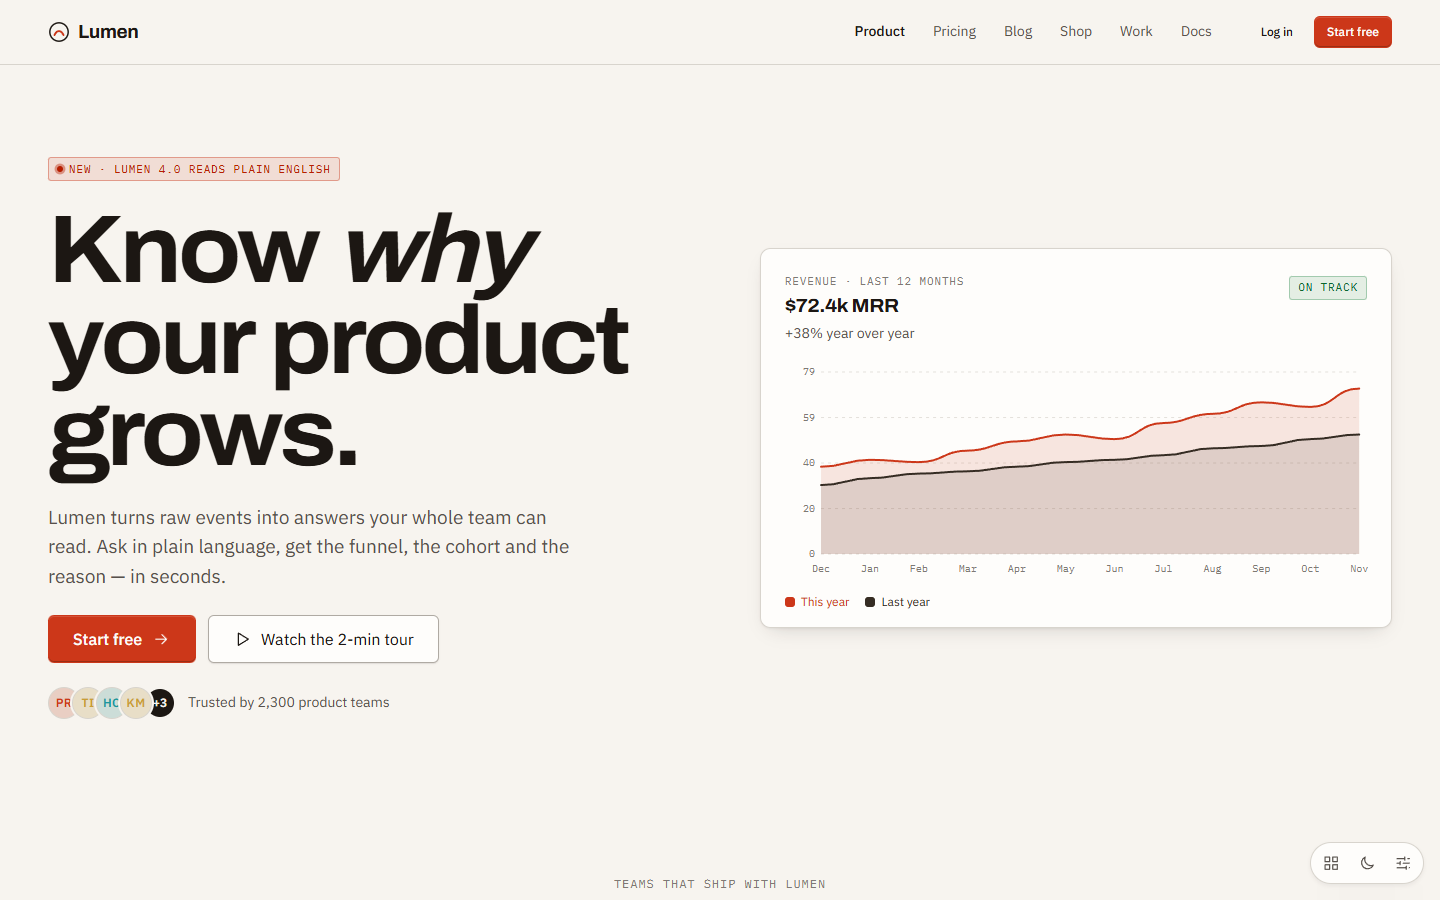 Lumen
Product Pricing Blog Shop Work Docs Log in Start free
NEW · LUMEN 4.0 READS PLAIN ENGLISH
Know why
your product
grows.
Lumen turns raw events into answers your whole team can
read. Ask in plain language, get the funnel, the cohort and the
reason — in seconds.
Start free
Watch the 2-min tour
PR TI HO KM +3
Trusted by 2,300 product teams
REVENUE · LAST 12 MONTHS
ON TRACK
$72.4k MRR
+38% year over year
79
59
40
20
0
Dec Jan Feb Mar Apr May Jun Jul Aug Sep Oct Nov
This year Last year
TEAMS THAT SHIP WITH LUMEN